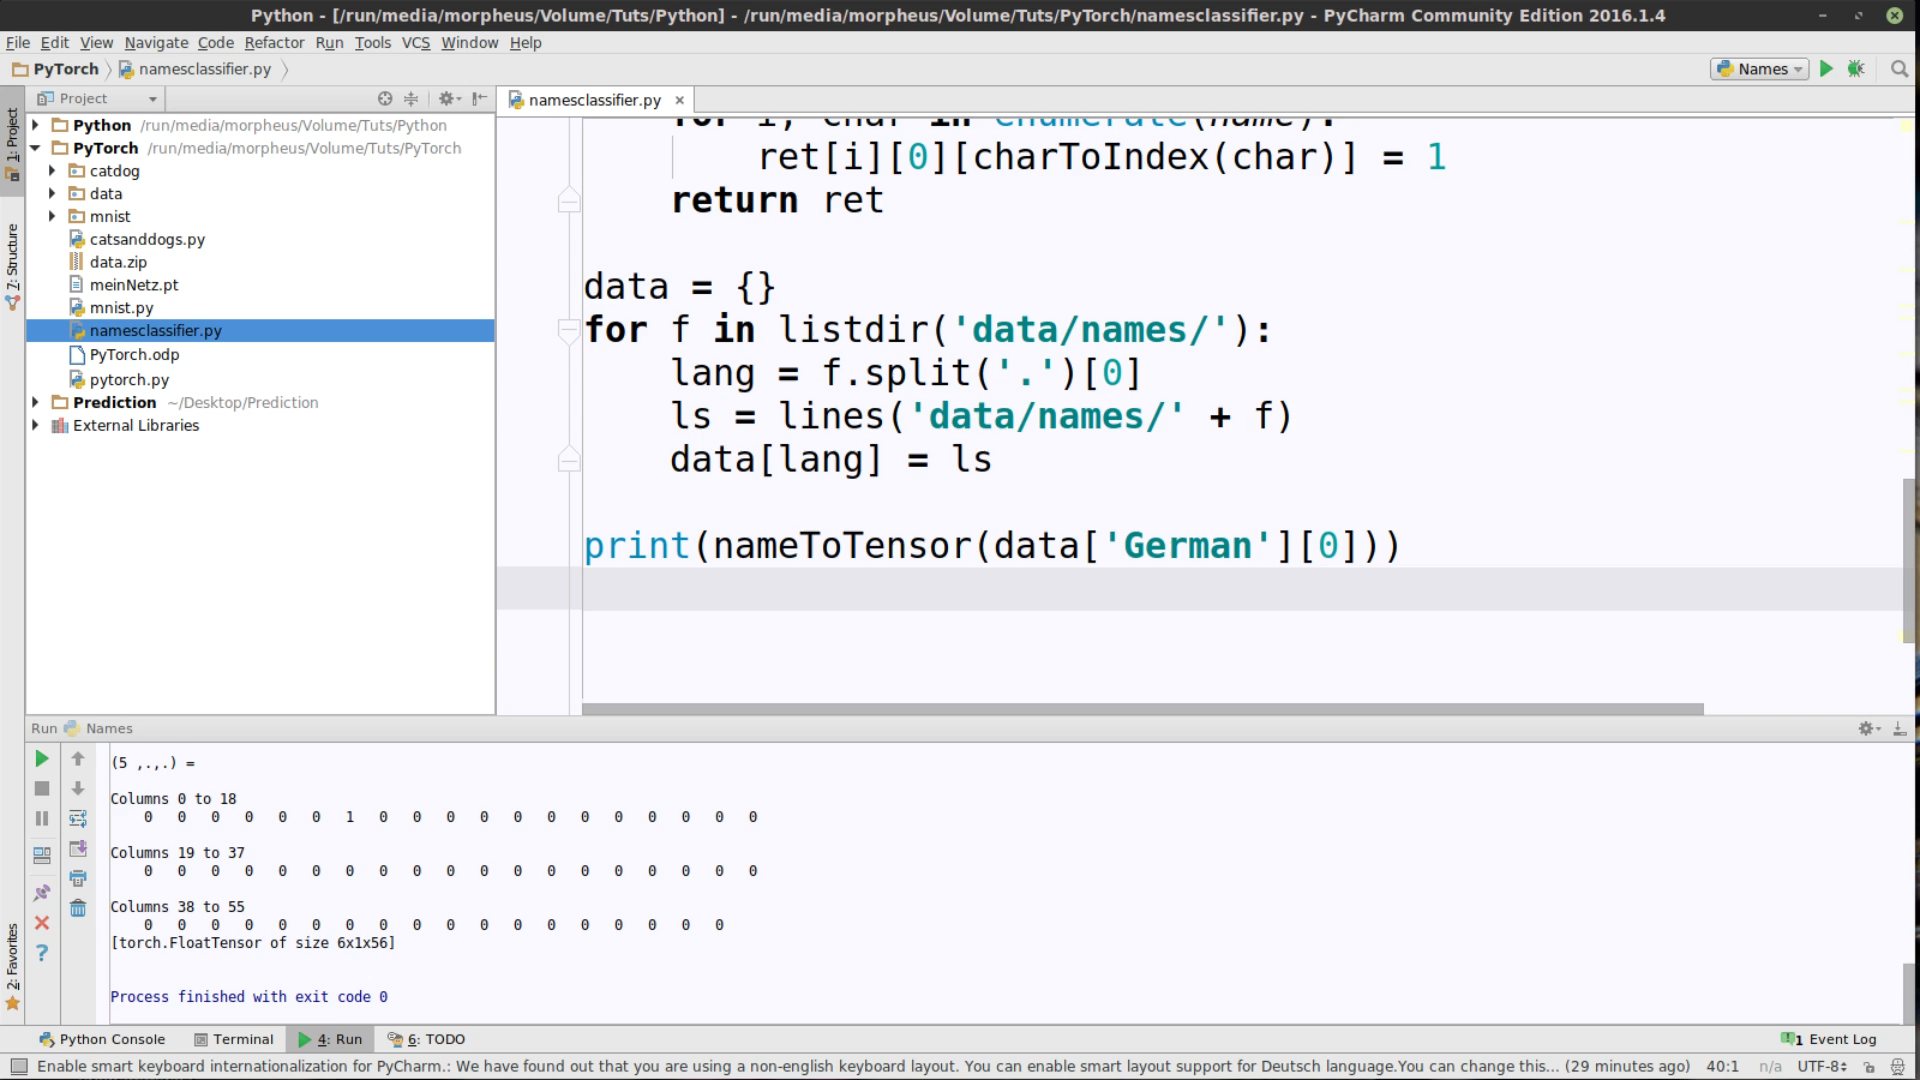 Python - [/run/media/morpheus/Volume/Tuts/Python] - /run/media/morpheus/Volume/Tuts/PyTorch/namesclassifier.py - PyCharm Community Edition 2016.1.4
File Edit View Navigate Code Refactor Run Tools VCS Window Help
PyTorch namesclassifier.py Names
Project namesclassifier.py
1: Project
7: Structure
2: Favorites
Python /run/media/morpheus/Volume/Tuts/Python
PyTorch /run/media/morpheus/Volume/Tuts/PyTorch
catdog
data
mnist
catsanddogs.py
data.zip
meinNetz.pt
mnist.py
namesclassifier.py
PyTorch.odp
pytorch.py
Prediction ~/Desktop/Prediction
External Libraries
for i, char in enumerate(name):
ret[i][0][charToIndex(char)] = 1
return ret
data = {}
for f in listdir('data/names/'):
lang = f.split('.')[0]
ls = lines('data/names/' + f)
data[lang] = ls
print(nameToTensor(data['German'][0]))
Run Names
(5 ,.,.) =
Columns 0 to 18
0 0 0 0 0 0 1 0 0 0 0 0 0 0 0 0 0 0 0
Columns 19 to 37
0 0 0 0 0 0 0 0 0 0 0 0 0 0 0 0 0 0 0
Columns 38 to 55
0 0 0 0 0 0 0 0 0 0 0 0 0 0 0 0 0 0
[torch.FloatTensor of size 6x1x56]
Process finished with exit code 0
Python Console Terminal 4: Run 6: TODO 1 Event Log
Enable smart keyboard internationalization for PyCharm.: We have found out that you are using a non-english keyboard layout. You can enable smart layout support for Deutsch language.You can change this... (29 minutes ago) 40:1 n/a UTF-8